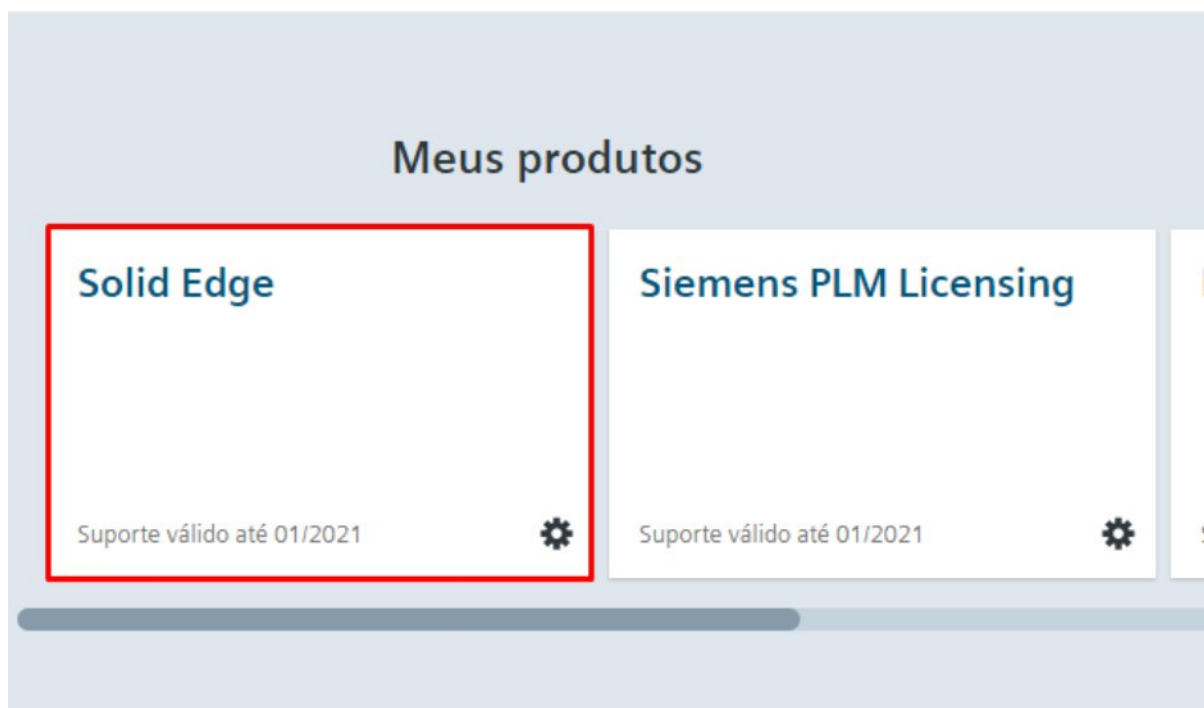 Meus produtos
Solid Edge
Siemens PLM Licensing
Suporte válido até 01/2021
Suporte válido até 01/2021